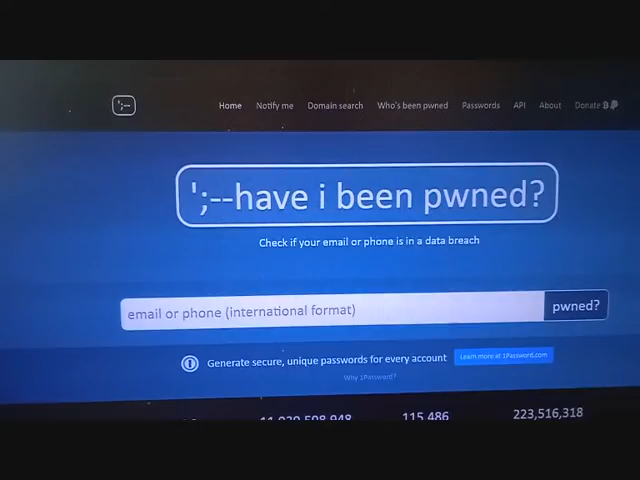 ';--
Home Notify me Domain search Who's been pwned Passwords API About Donate
';--have i been pwned?
Check if your email or phone is in a data breach
email or phone (international format) pwned?
Generate secure, unique passwords for every account Learn more at 1Password.com
Why 1Password?
115,486 223,516,318